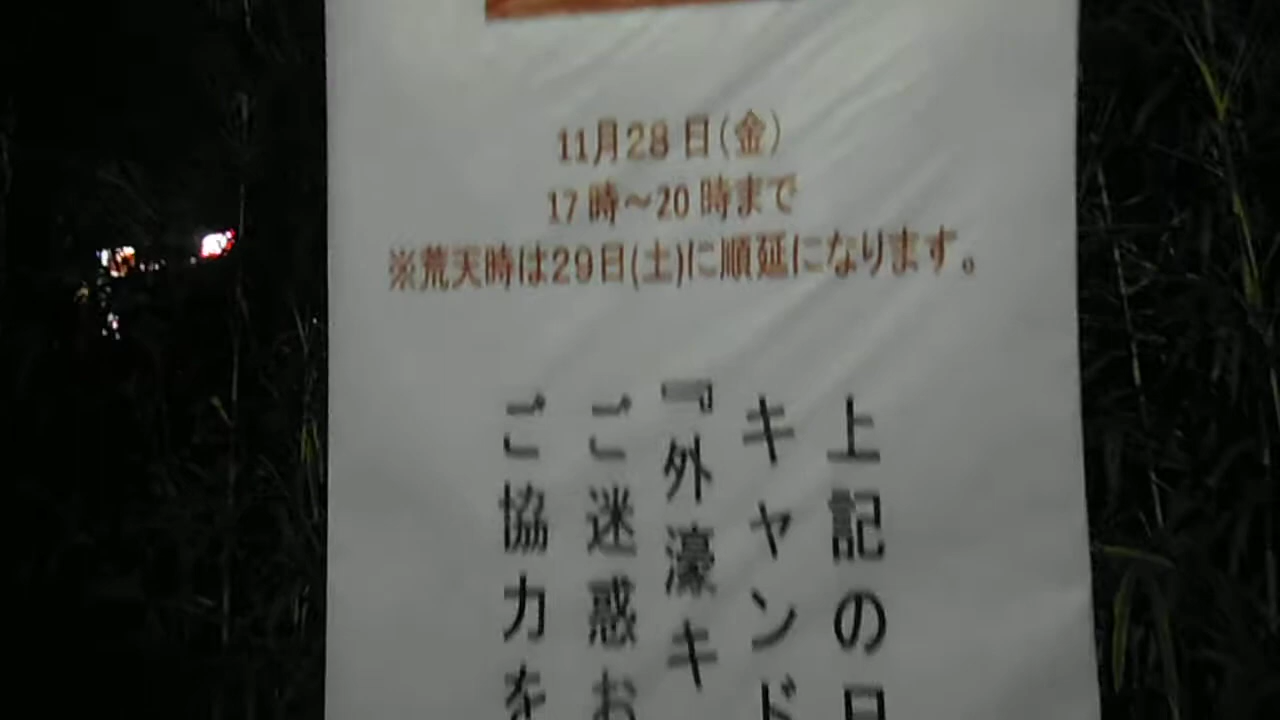 11月28日(金)
17時～20時まで
※荒天時は29日(土)に順延になります。
上記の日
キャンド
『外濠キ
ご迷惑お
ご協力を